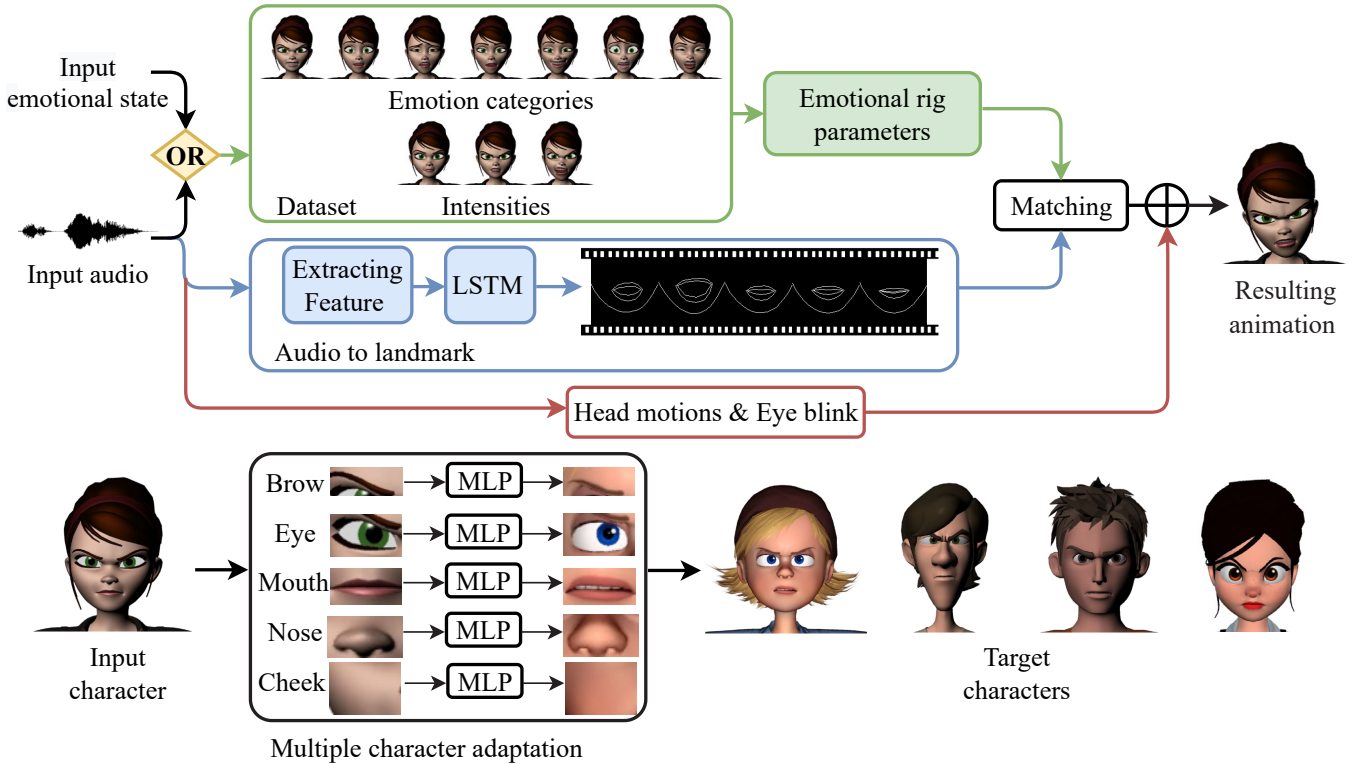 Input
emotional state
OR
Input audio
Emotion categories
Dataset
Intensities
Emotional rig
parameters
Matching
Extracting
Feature
LSTM
Audio to landmark
Head motions & Eye blink
Resulting
animation
Input
character
Brow
MLP
Eye
MLP
Mouth
MLP
Nose
MLP
Cheek
MLP
Multiple character adaptation
Target
characters